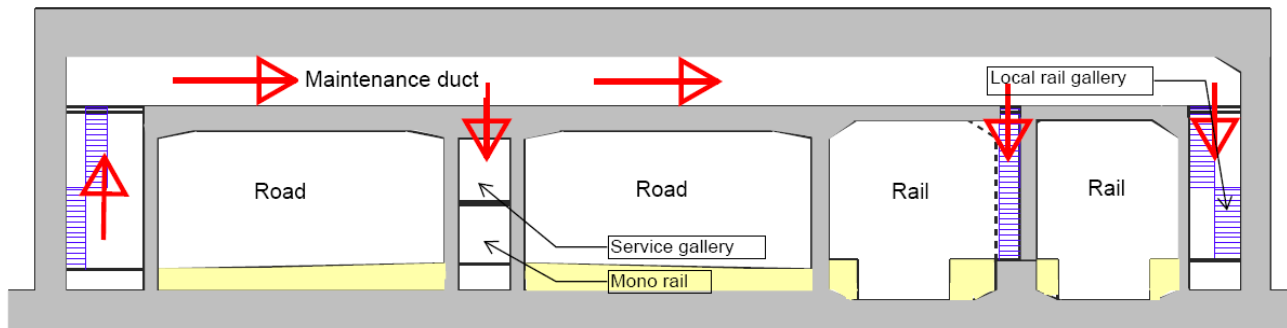 Maintenance duct
Local rail gallery
Road
Road
Rail
Rail
Service gallery
Mono rail